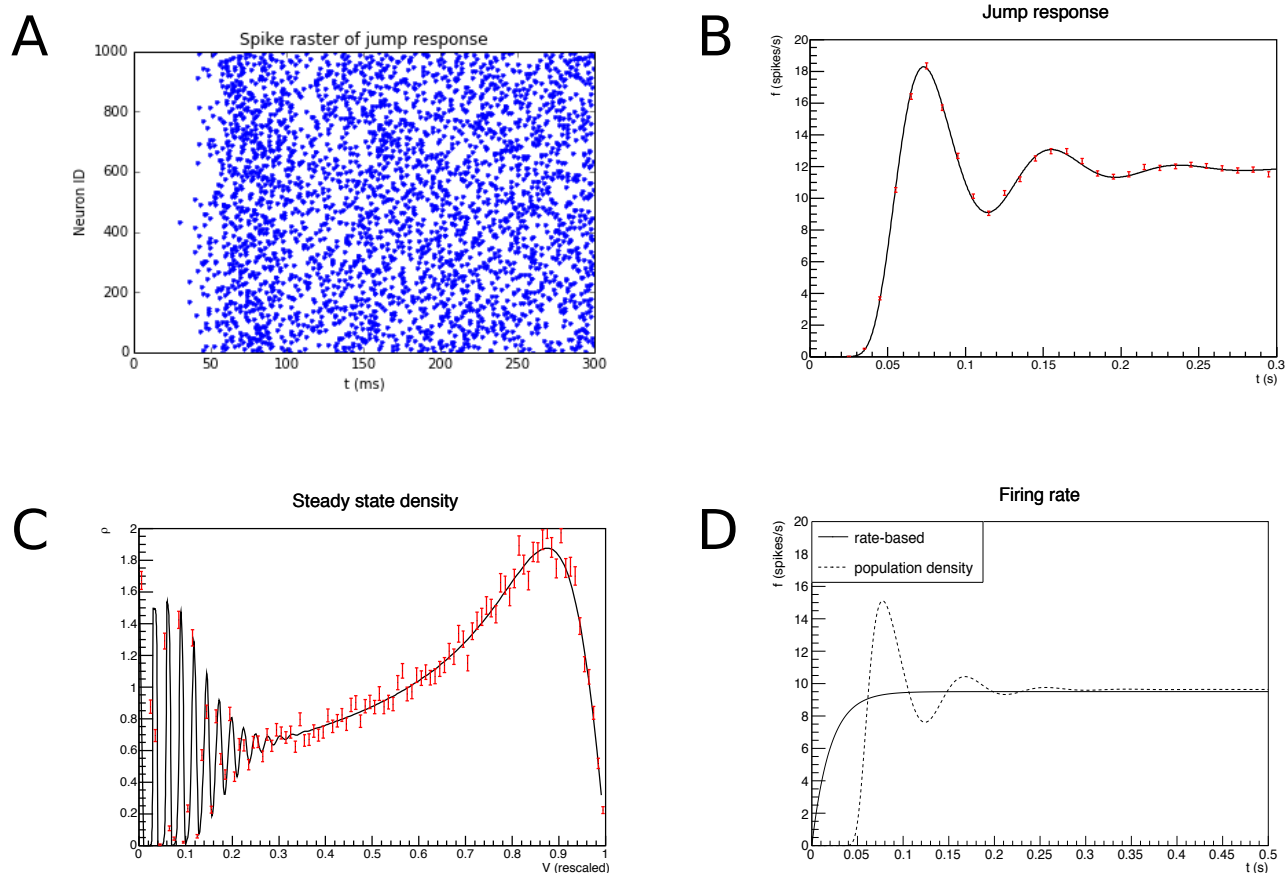 A
Spike raster of jump response
1000
800
600
400
200
0
Neuron ID
0 50 100 150 200 250 300
t (ms)
B
Jump response
f (spikes/s)
20
18
16
14
12
10
8
6
4
2
0
0 0.05 0.1 0.15 0.2 0.25 0.3
t (s)
C
Steady state density
ρ
2
1.8
1.6
1.4
1.2
1
0.8
0.6
0.4
0.2
0
0 0.1 0.2 0.3 0.4 0.5 0.6 0.7 0.8 0.9 1
V (rescaled)
D
Firing rate
f (spikes/s)
20
18
16
14
12
10
8
6
4
2
0
rate-based
population density
0 0.05 0.1 0.15 0.2 0.25 0.3 0.35 0.4 0.45 0.5
t (s)